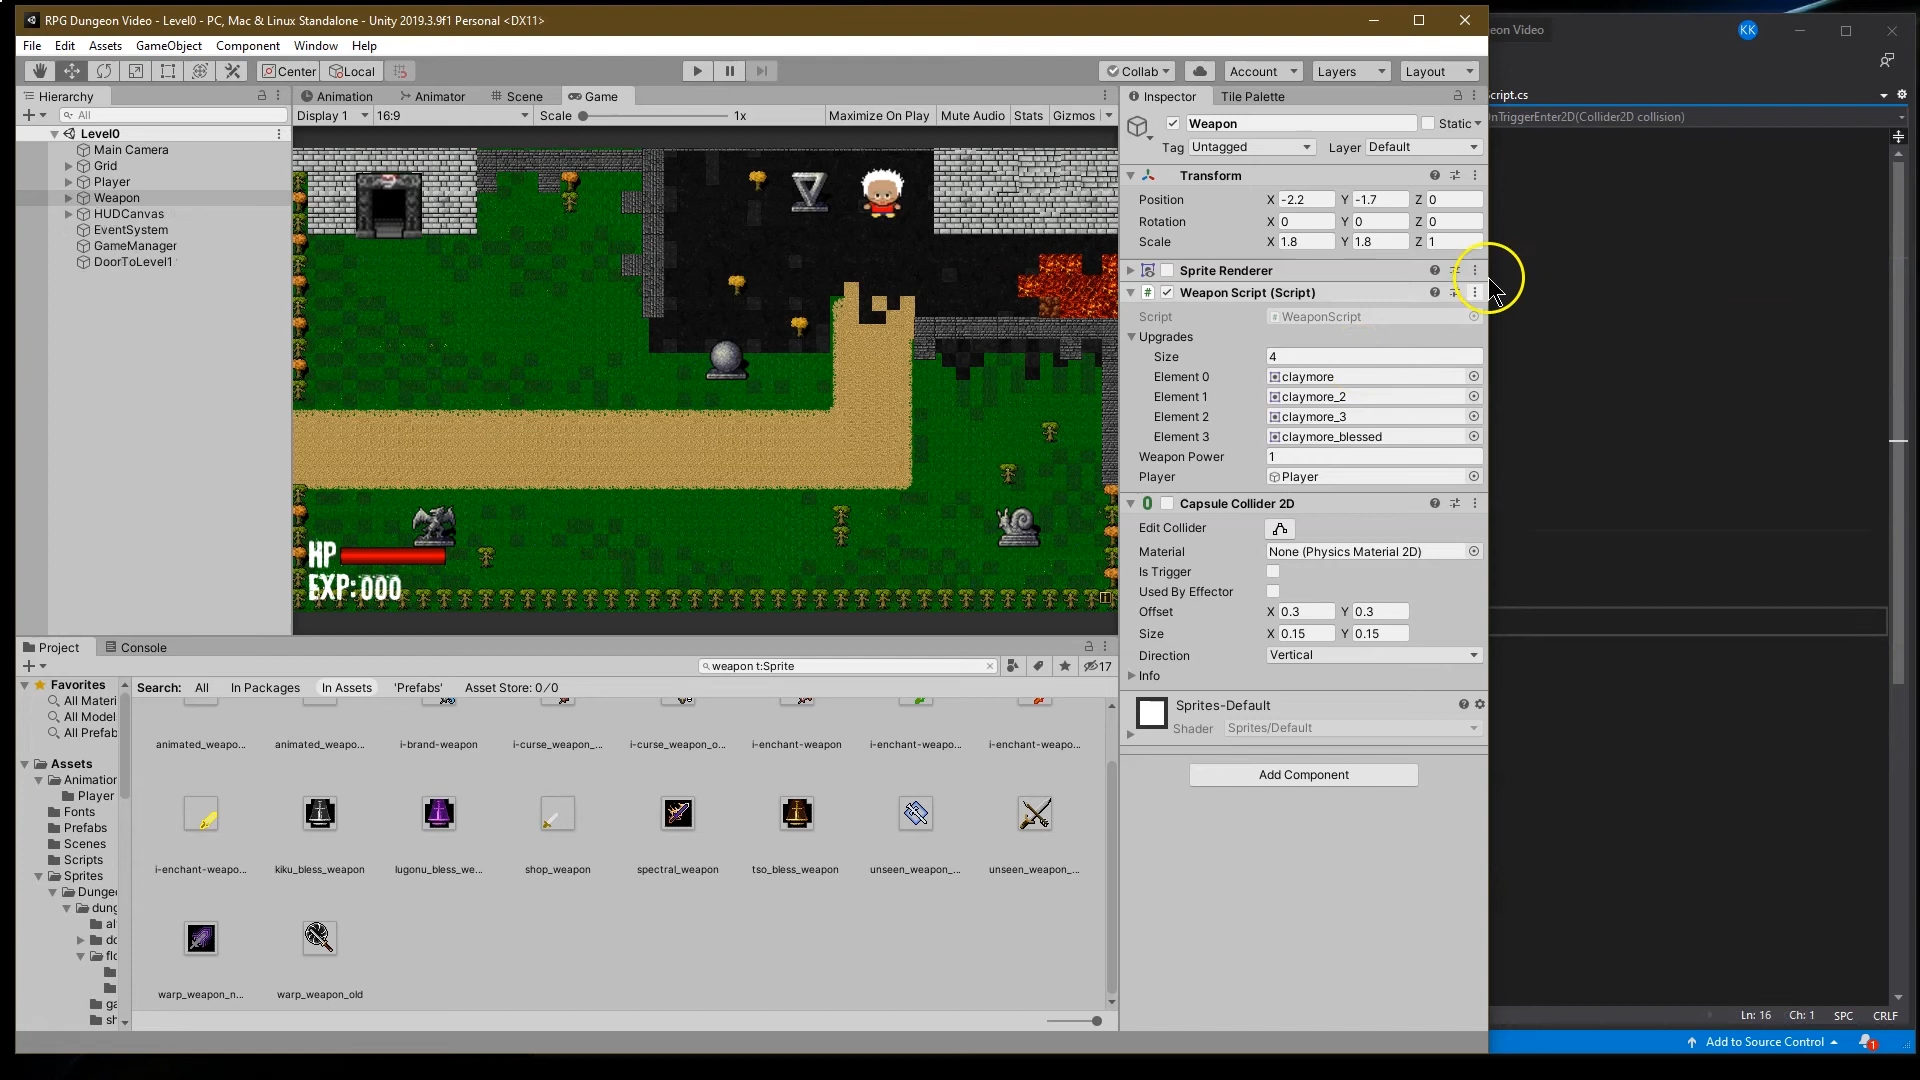 RPG Dungeon Video - Level0 - PC, Mac & Linux Standalone - Unity 2019.3.9f1 Personal <DX11>
eon Video
KK
File Edit Assets GameObject Component Window Help
Center Local
Collab Account Layers Layout
Script.cs
Hierarchy
Animation Animator Scene Game
Inspector Tile Palette
All
Display 1 16:9 Scale 1x Maximize On Play Mute Audio Stats Gizmos
OnTriggerEnter2D(Collider2D collision)
Level0
Main Camera
Grid
Player
Weapon
HUDCanvas
EventSystem
GameManager
DoorToLevel1
HP
EXP:000
Weapon Static
Tag Untagged Layer Default
Transform
Position X -2.2 Y -1.7 Z 0
Rotation X 0 Y 0 Z 0
Scale X 1.8 Y 1.8 Z 1
Sprite Renderer
# Weapon Script (Script)
Script # WeaponScript
Upgrades
Size 4
Element 0 claymore
Element 1 claymore_2
Element 2 claymore_3
Element 3 claymore_blessed
Weapon Power 1
Player Player
Capsule Collider 2D
Edit Collider
Material None (Physics Material 2D)
Is Trigger
Used By Effector
Offset X 0.3 Y 0.3
Size X 0.15 Y 0.15
Direction Vertical
Info
Sprites-Default
Shader Sprites/Default
Add Component
Project Console
weapon t:Sprite
17
Favorites
All Materi
All Model
All Prefab
Assets
Animation
Player
Fonts
Prefabs
Scenes
Scripts
Sprites
Dunge
dung
al
do
flo
ga
sh
Search: All In Packages In Assets 'Prefabs' Asset Store: 0/0
animated_weapo... animated_weapo... i-brand-weapon i-curse_weapon_... i-curse_weapon_o... i-enchant-weapon i-enchant-weapo... i-enchant-weapo...
i-enchant-weapo... kiku_bless_weapon lugonu_bless_we... shop_weapon spectral_weapon tso_bless_weapon unseen_weapon_... unseen_weapon_...
warp_weapon_n... warp_weapon_old
Ln: 16 Ch: 1 SPC CRLF
Add to Source Control 1